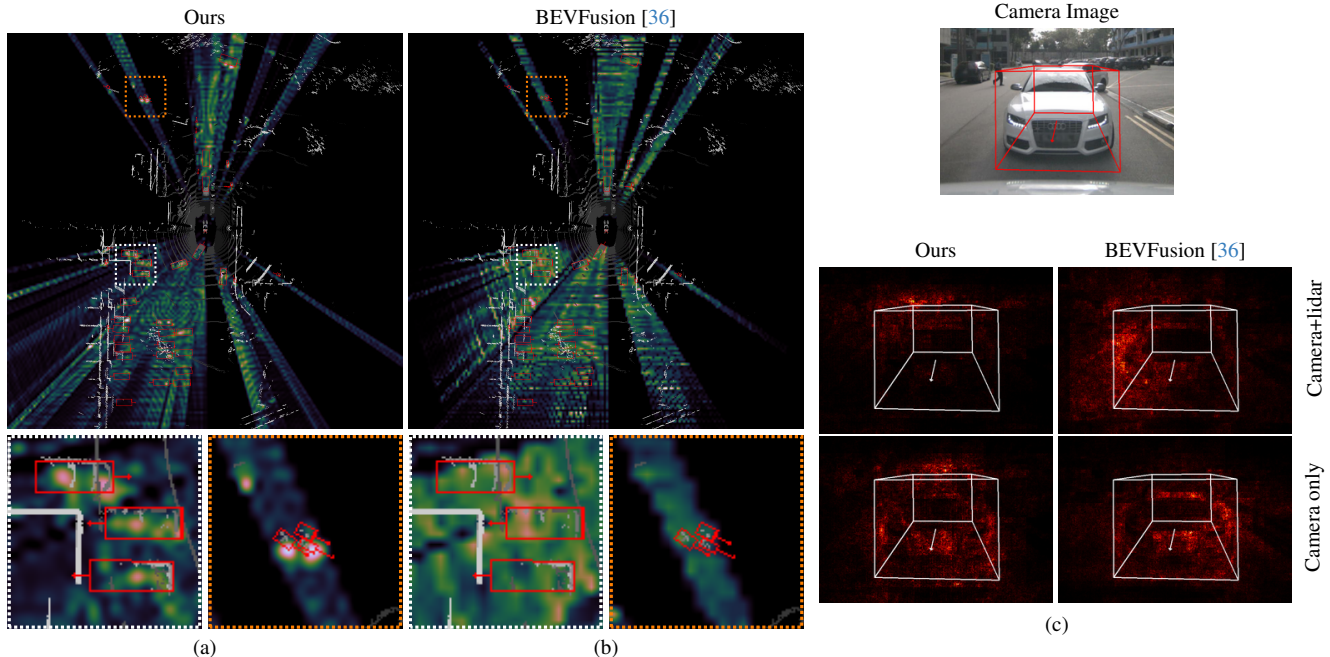 Ours
BEVFusion [36]
Camera Image
Ours
BEVFusion [36]
Camera+lidar
Camera only
(a)
(b)
(c)